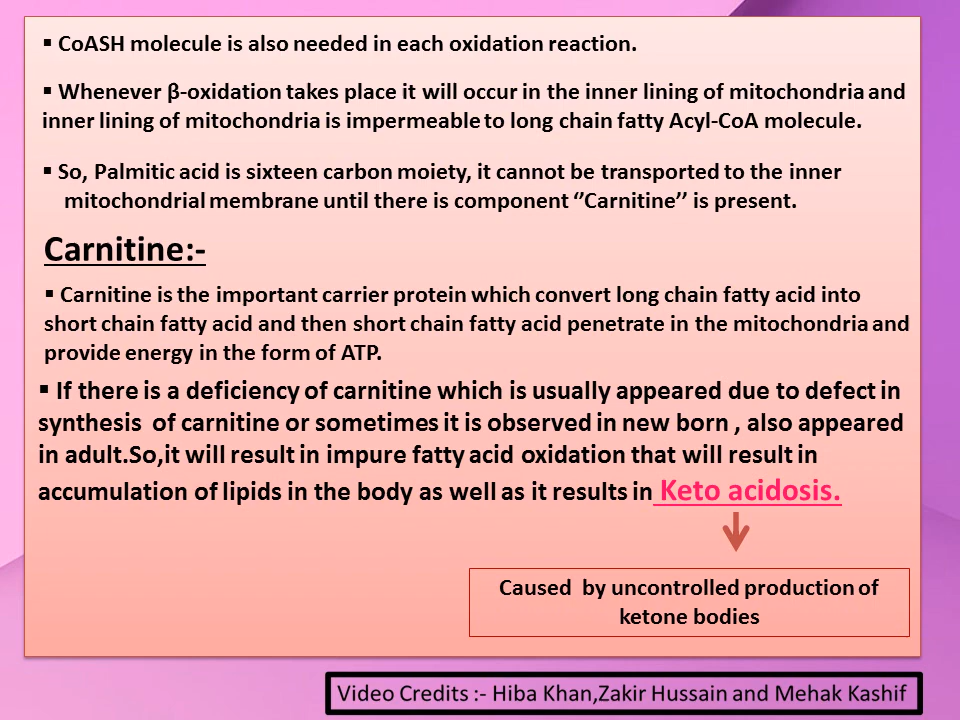 ▪ CoASH molecule is also needed in each oxidation reaction.
▪ Whenever β-oxidation takes place it will occur in the inner lining of mitochondria and
inner lining of mitochondria is impermeable to long chain fatty Acyl-CoA molecule.
▪ So, Palmitic acid is sixteen carbon moiety, it cannot be transported to the inner
mitochondrial membrane until there is component ‘’Carnitine’’ is present.
Carnitine:-
▪ Carnitine is the important carrier protein which convert long chain fatty acid into
short chain fatty acid and then short chain fatty acid penetrate in the mitochondria and
provide energy in the form of ATP.
▪ If there is a deficiency of carnitine which is usually appeared due to defect in
synthesis of carnitine or sometimes it is observed in new born , also appeared
in adult.So,it will result in impure fatty acid oxidation that will result in
accumulation of lipids in the body as well as it results in Keto acidosis.
Caused by uncontrolled production of
ketone bodies
Video Credits :- Hiba Khan,Zakir Hussain and Mehak Kashif